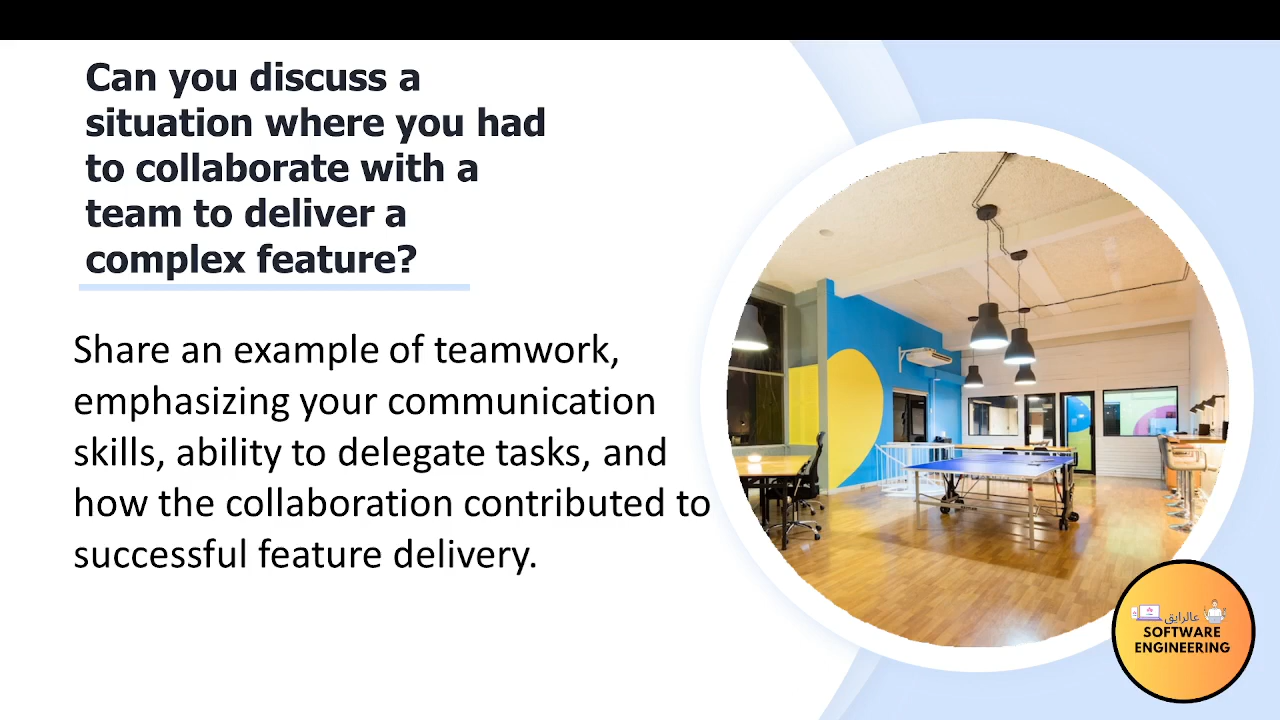 Can you discuss a
situation where you had
to collaborate with a
team to deliver a
complex feature?
Share an example of teamwork,
emphasizing your communication
skills, ability to delegate tasks, and
how the collaboration contributed to
successful feature delivery.
عالرايق
SOFTWARE
ENGINEERING